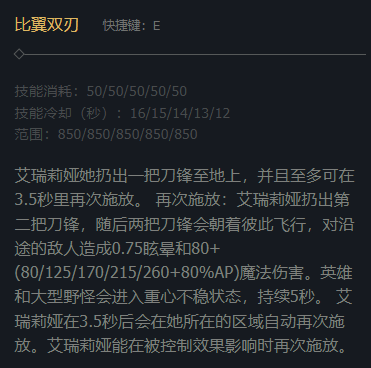 比翼双刃 快捷键：E
技能消耗：50/50/50/50/50
技能冷却（秒）：16/15/14/13/12
范围：850/850/850/850/850
艾瑞莉娅她扔出一把刀锋至地上，并且至多可在
3.5秒里再次施放。 再次施放：艾瑞莉娅扔出第
二把刀锋，随后两把刀锋会朝着彼此飞行，对沿
途的敌人造成0.75眩晕和80+
(80/125/170/215/260+80%AP)魔法伤害。英雄
和大型野怪会进入重心不稳状态，持续5秒。 艾
瑞莉娅在3.5秒后会在她所在的区域自动再次施
放。艾瑞莉娅能在被控制效果影响时再次施放。